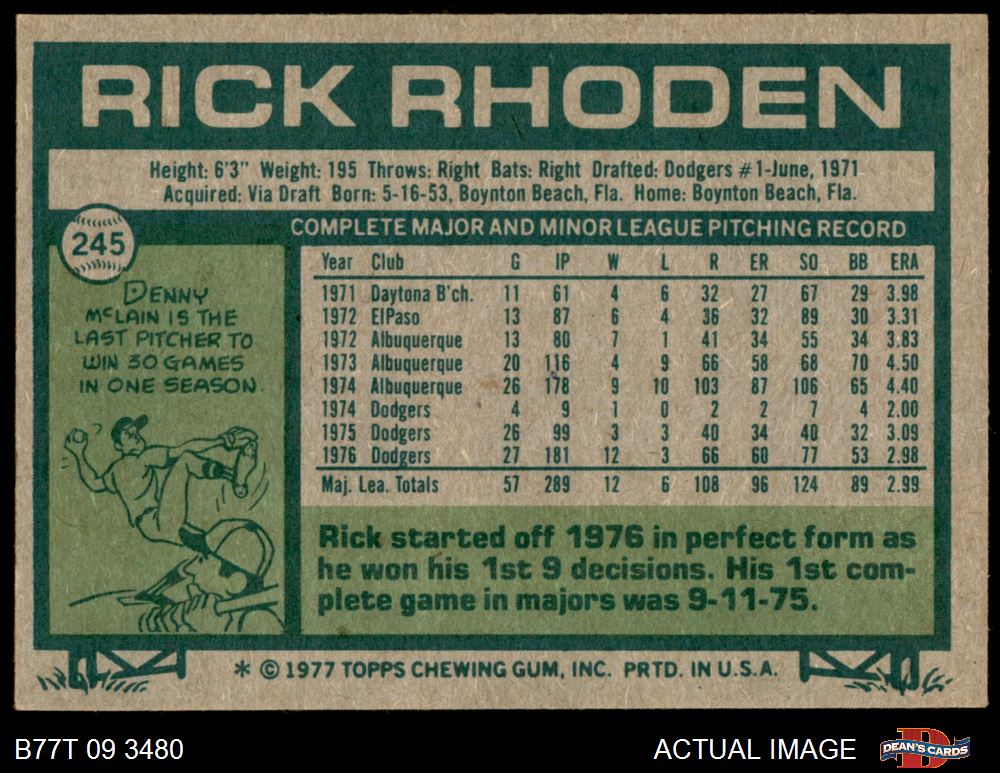 RICK RHODEN
Height: 6'3" Weight: 195 Throws: Right Bats: Right Drafted: Dodgers #1-June, 1971
Acquired: Via Draft Born: 5-16-53, Boynton Beach, Fla. Home: Boynton Beach, Fla.
245
DENNY
McLAIN IS THE
LAST PITCHER TO
WIN 30 GAMES
IN ONE SEASON.
COMPLETE MAJOR AND MINOR LEAGUE PITCHING RECORD
Year Club G IP W L R ER SO BB ERA
1971 Daytona B'ch. 11 61 4 6 32 27 67 29 3.98
1972 ElPaso 13 87 6 4 36 32 89 30 3.31
1972 Albuquerque 13 80 7 1 41 34 55 34 3.83
1973 Albuquerque 20 116 4 9 66 58 68 70 4.50
1974 Albuquerque 26 178 9 10 103 87 106 65 4.40
1974 Dodgers 4 9 1 0 2 2 7 4 2.00
1975 Dodgers 26 99 3 3 40 34 40 32 3.09
1976 Dodgers 27 181 12 3 66 60 77 53 2.98
Maj. Lea. Totals 57 289 12 6 108 96 124 89 2.99
Rick started off 1976 in perfect form as
he won his 1st 9 decisions. His 1st com-
plete game in majors was 9-11-75.
* © 1977 TOPPS CHEWING GUM, INC. PRTD. IN U.S.A.
B77T 09 3480
ACTUAL IMAGE
D
DEAN'S CARDS